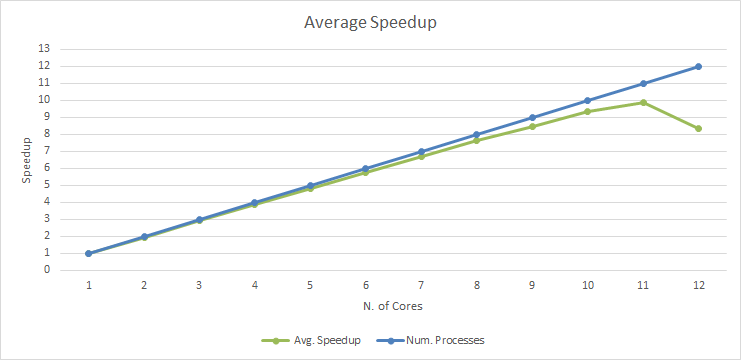 Average Speedup
13
12
11
10
9
8
7
6
5
4
3
2
1
0
Speedup
1 2 3 4 5 6 7 8 9 10 11 12
N. of Cores
Avg. Speedup Num. Processes